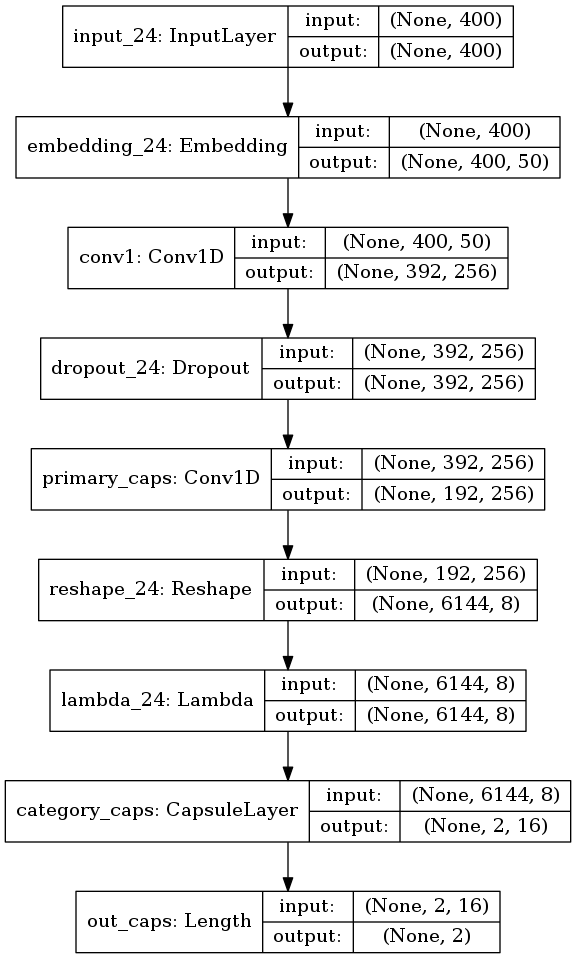 input_24: InputLayer
input:
(None, 400)
output:
(None, 400)
embedding_24: Embedding
input:
(None, 400)
output:
(None, 400, 50)
conv1: Conv1D
input:
(None, 400, 50)
output:
(None, 392, 256)
dropout_24: Dropout
input:
(None, 392, 256)
output:
(None, 392, 256)
primary_caps: Conv1D
input:
(None, 392, 256)
output:
(None, 192, 256)
reshape_24: Reshape
input:
(None, 192, 256)
output:
(None, 6144, 8)
lambda_24: Lambda
input:
(None, 6144, 8)
output:
(None, 6144, 8)
category_caps: CapsuleLayer
input:
(None, 6144, 8)
output:
(None, 2, 16)
out_caps: Length
input:
(None, 2, 16)
output:
(None, 2)